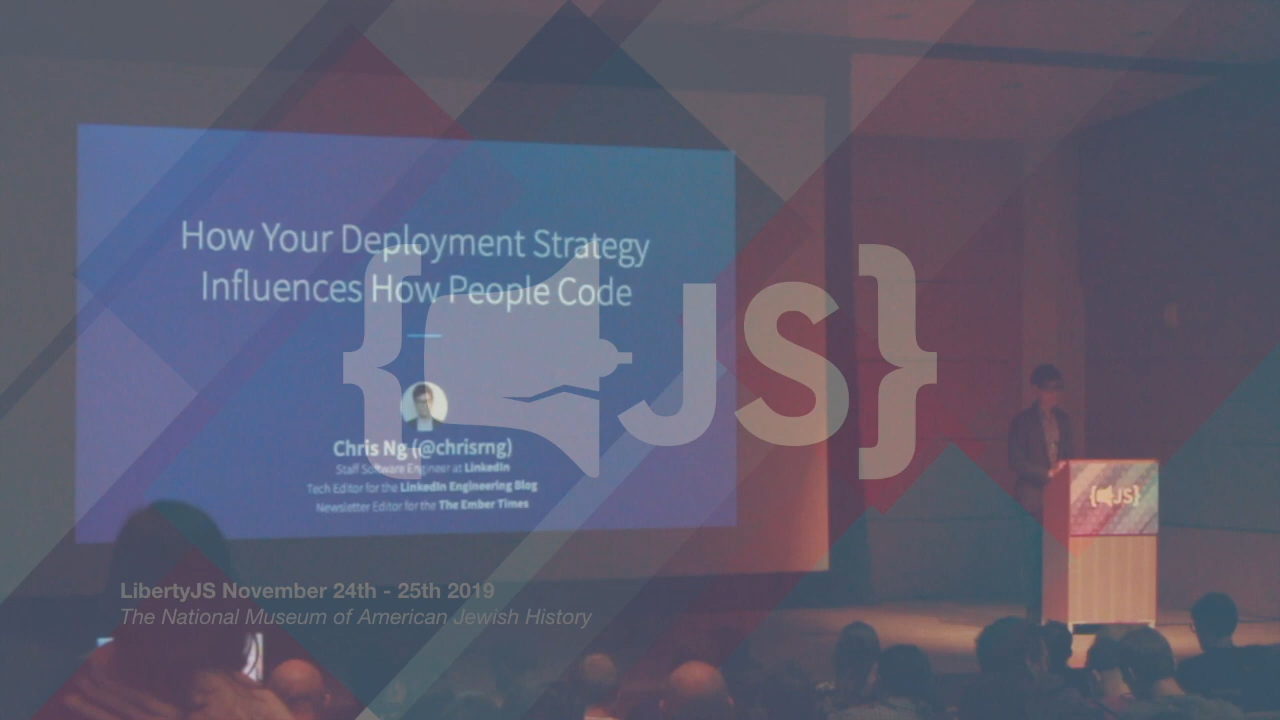 How Your Deployment Strategy
Influences How People Code
Chris Ng (@chrisrng)
Staff Software Engineer at LinkedIn
Tech Editor for the LinkedIn Engineering Blog
Newsletter Editor for the The Ember Times
{JS}
{JS}
LibertyJS November 24th - 25th 2019
The National Museum of American Jewish History